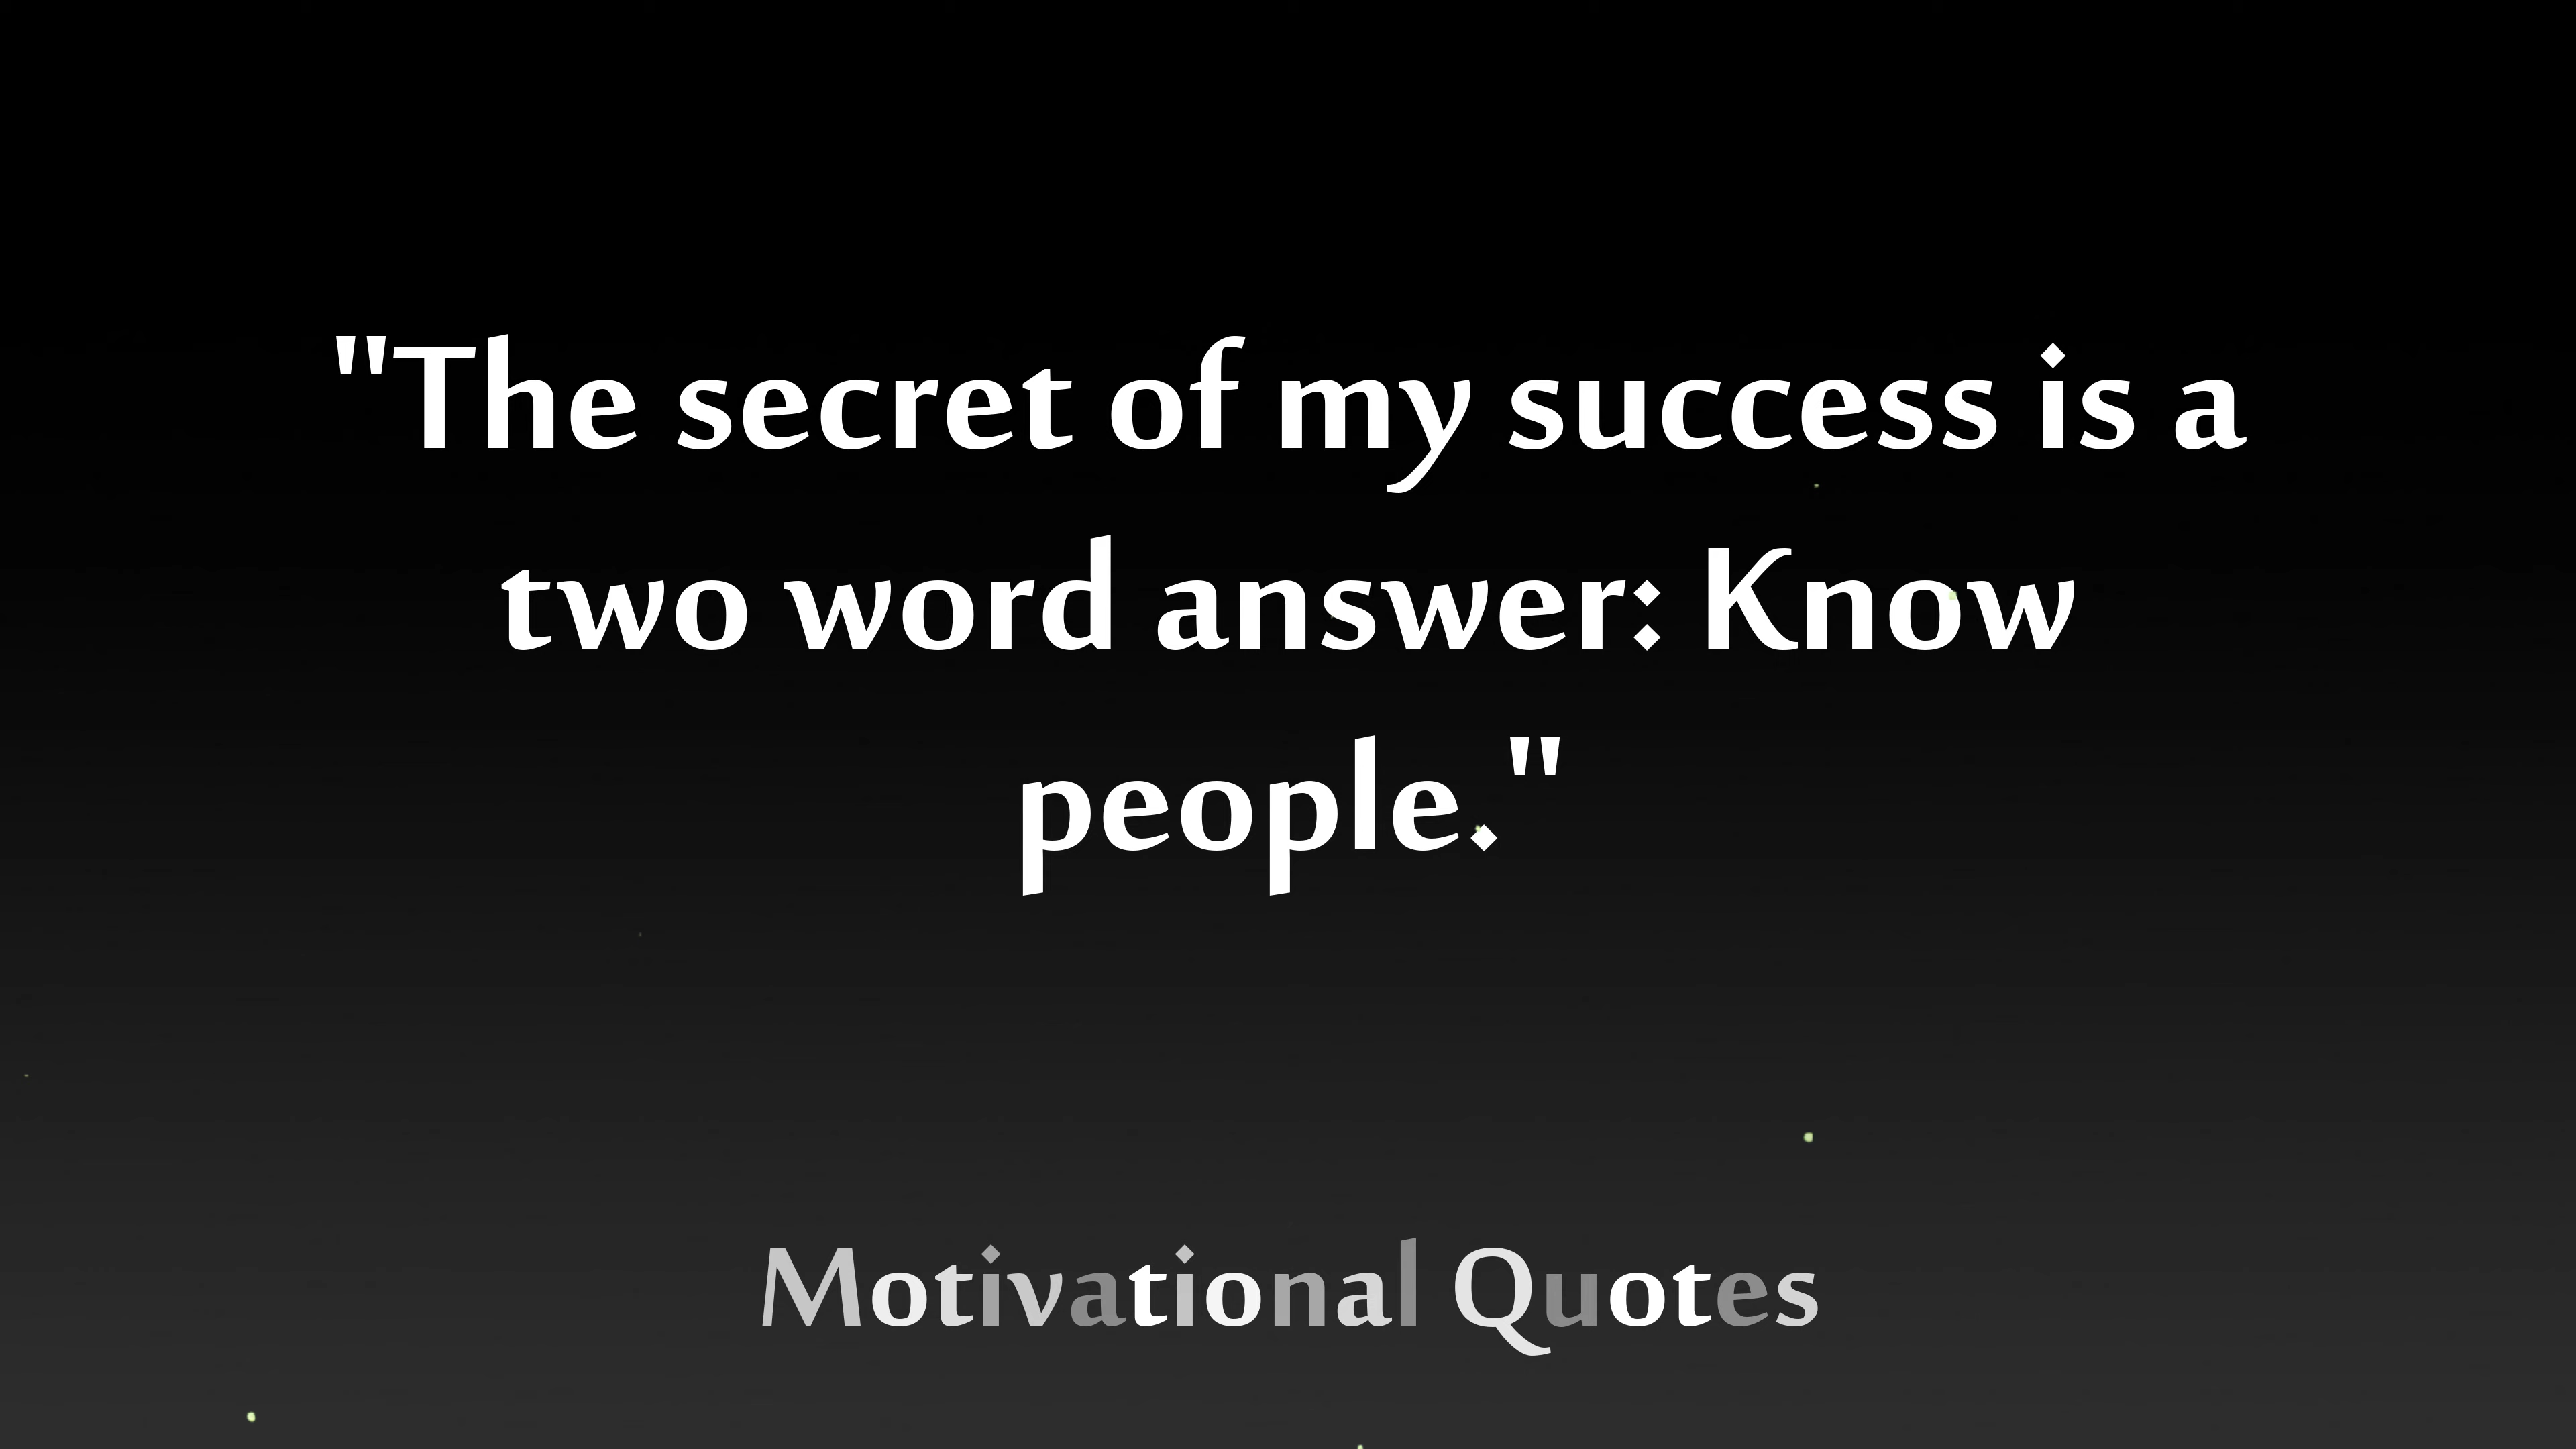 "The secret of my success is a
two word answer: Know
people."
Motivational Quotes